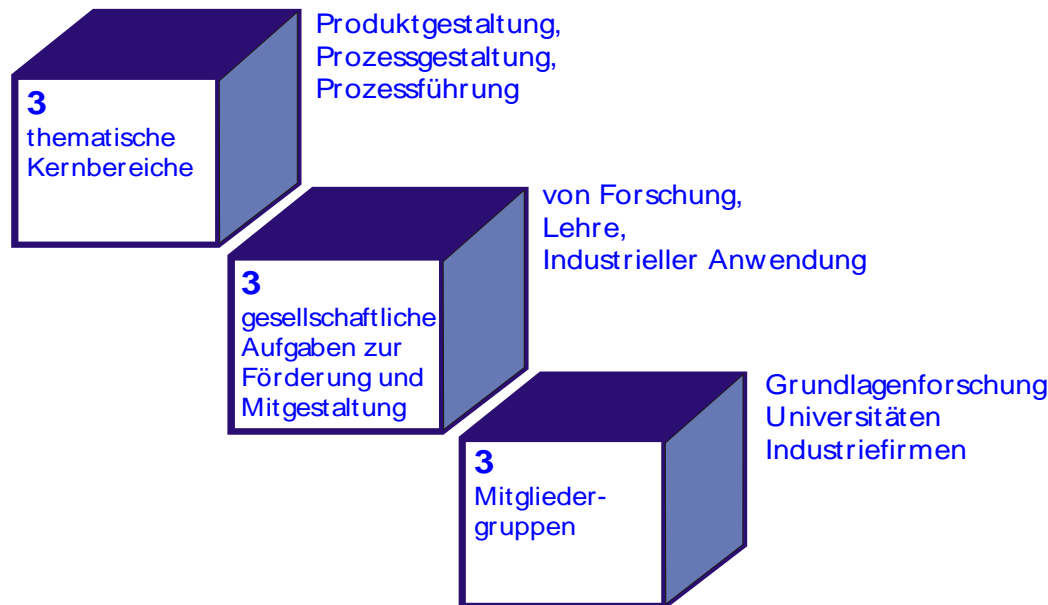 Produktgestaltung,
Prozessgestaltung,
Prozessführung
3
thematische
Kernbereiche
von Forschung,
Lehre,
Industrieller Anwendung
3
gesellschaftliche
Aufgaben zur
Förderung und
Mitgestaltung
Grundlagenforschung
Universitäten
Industriefirmen
3
Mitglieder-
gruppen